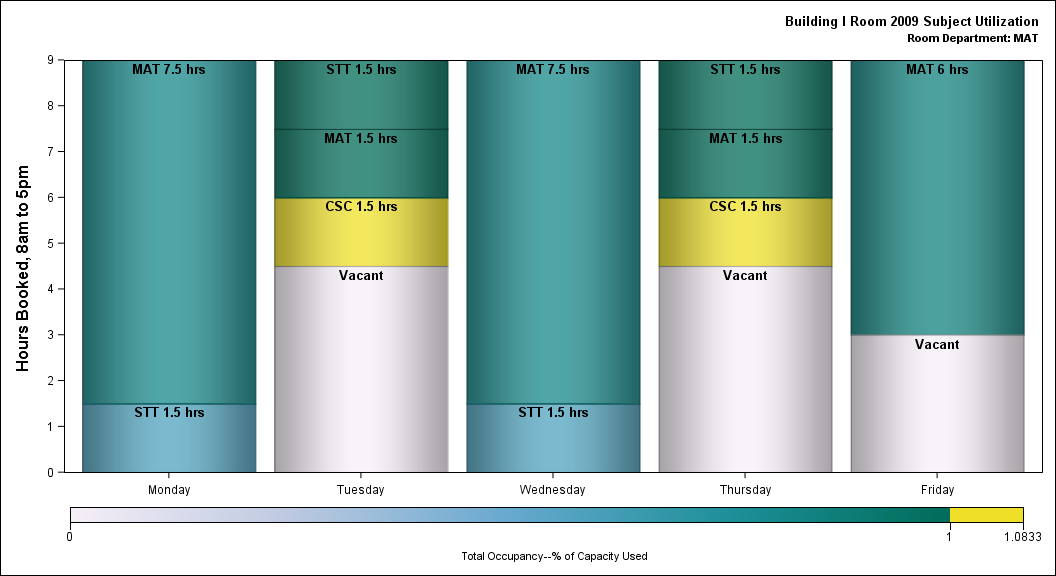 Building I Room 2009 Subject Utilization
Room Department: MAT
Hours Booked, 8am to 5pm
9
8
7
6
5
4
3
2
1
0
MAT 7.5 hrs
STT 1.5 hrs
STT 1.5 hrs
MAT 1.5 hrs
CSC 1.5 hrs
Vacant
MAT 7.5 hrs
STT 1.5 hrs
STT 1.5 hrs
MAT 1.5 hrs
CSC 1.5 hrs
Vacant
MAT 6 hrs
Vacant
Monday Tuesday Wednesday Thursday Friday
0 1 1.0833
Total Occupancy--% of Capacity Used